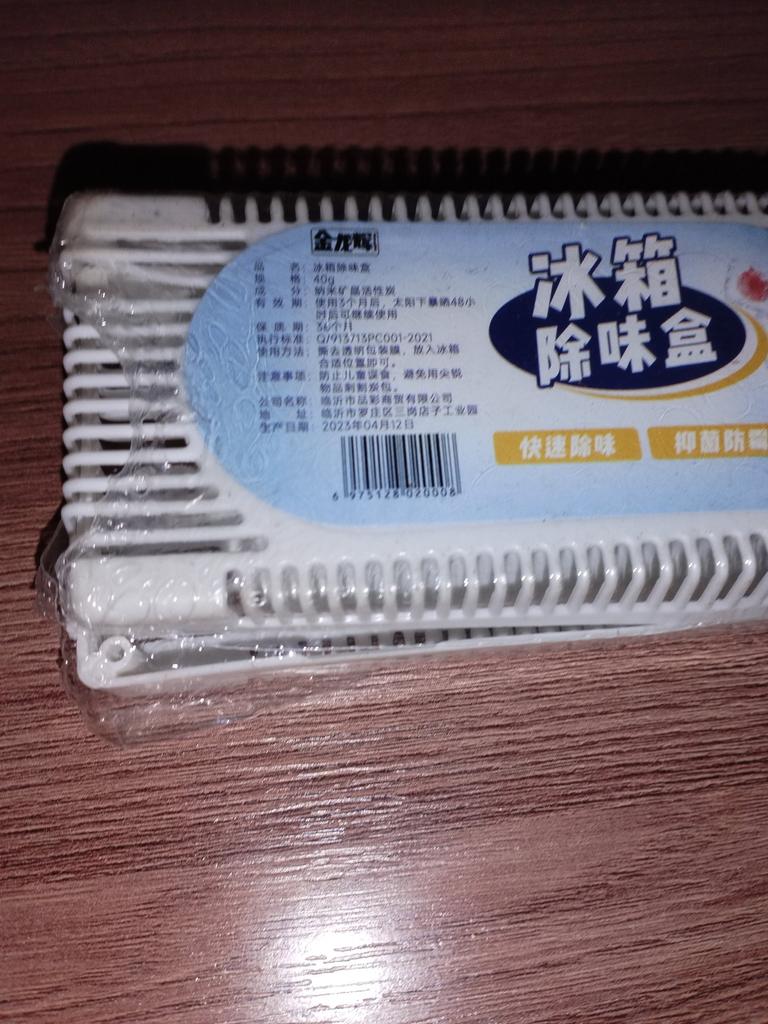 金龙辉
品 名：冰箱除味盒
规 格：40g
成 分：纳米矿晶活性炭
有 效 期：使用3个月后，太阳下暴晒48小
时后可继续使用
保 质 期：36个月
执行标准：Q/913713PC001-2021
使用方法：撕去透明包装膜，放入冰箱
合适位置即可。
注意事项：防止儿童误食，避免用尖锐
物品刺割炭包。
公司名称：临沂市品彩商贸有限公司
地 址：临沂市罗庄区三岗店子工业园
生产日期：2023年04月12日
6 975128 020008
冰箱
除味盒
快速除味
抑菌防霉